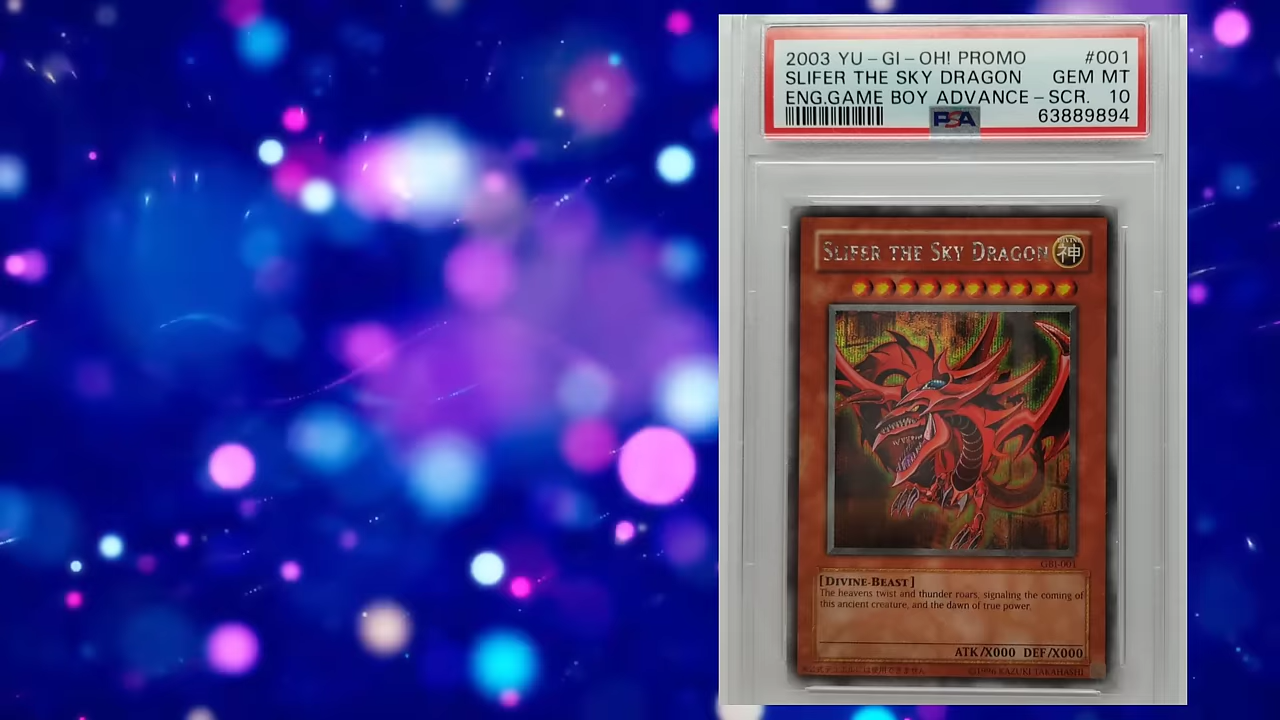 2003 YU-GI-OH! PROMO #001
SLIFER THE SKY DRAGON GEM MT
ENG.GAME BOY ADVANCE-SCR. 10
PSA 63889894
SLIFER THE SKY DRAGON
DIVINE
神
GBI-001
[DIVINE-BEAST]
The heavens twist and thunder roars, signaling the coming of
this ancient creature, and the dawn of true power.
ATK/X000 DEF/X000
©1996 KAZUKI TAKAHASHI